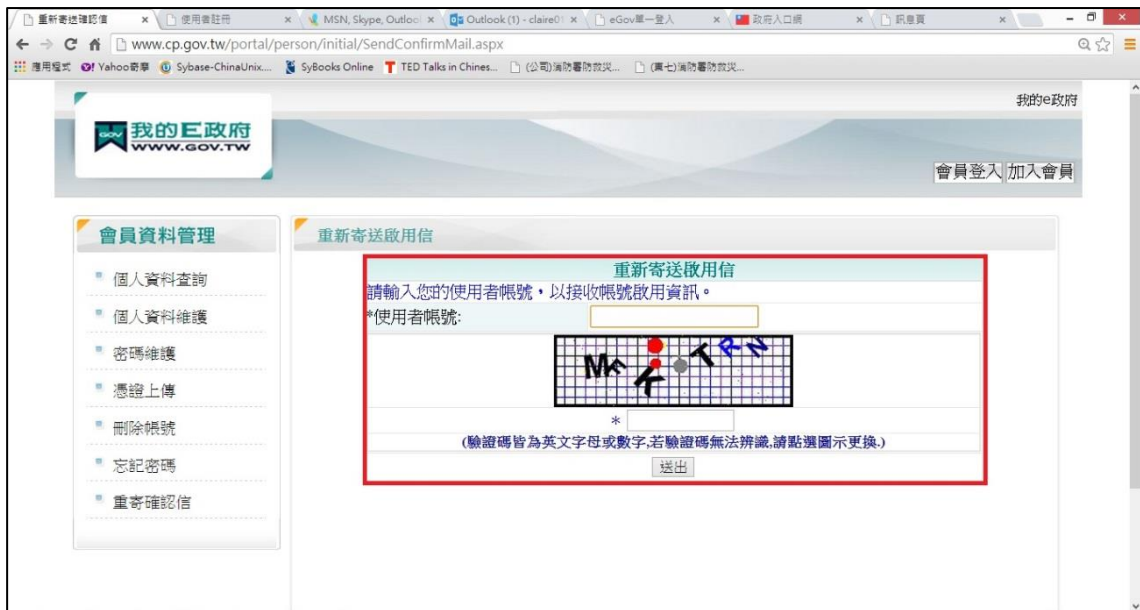 重新寄送確認信
使用者註冊
MSN, Skype, Outloo
Outlook (1) - claire01
eGov單一登入
政府入口網
訊息頁
www.cp.gov.tw/portal/person/initial/SendConfirmMail.aspx
應用程式 Yahoo奇摩 Sybase-ChinaUnix.... SyBooks Online TED Talks in Chines... (公司)消防署防救災... (東七)消防署防救災...
我的e政府
我的E政府
WWW.GOV.TW
會員登入 加入會員
會員資料管理
個人資料查詢
個人資料維護
密碼維護
憑證上傳
刪除帳號
忘記密碼
重寄確認信
重新寄送啟用信
重新寄送啟用信
請輸入您的使用者帳號，以接收帳號啟用資訊。
*使用者帳號:
*
(驗證碼皆為英文字母或數字,若驗證碼無法辨識,請點選圖示更換.)
送出